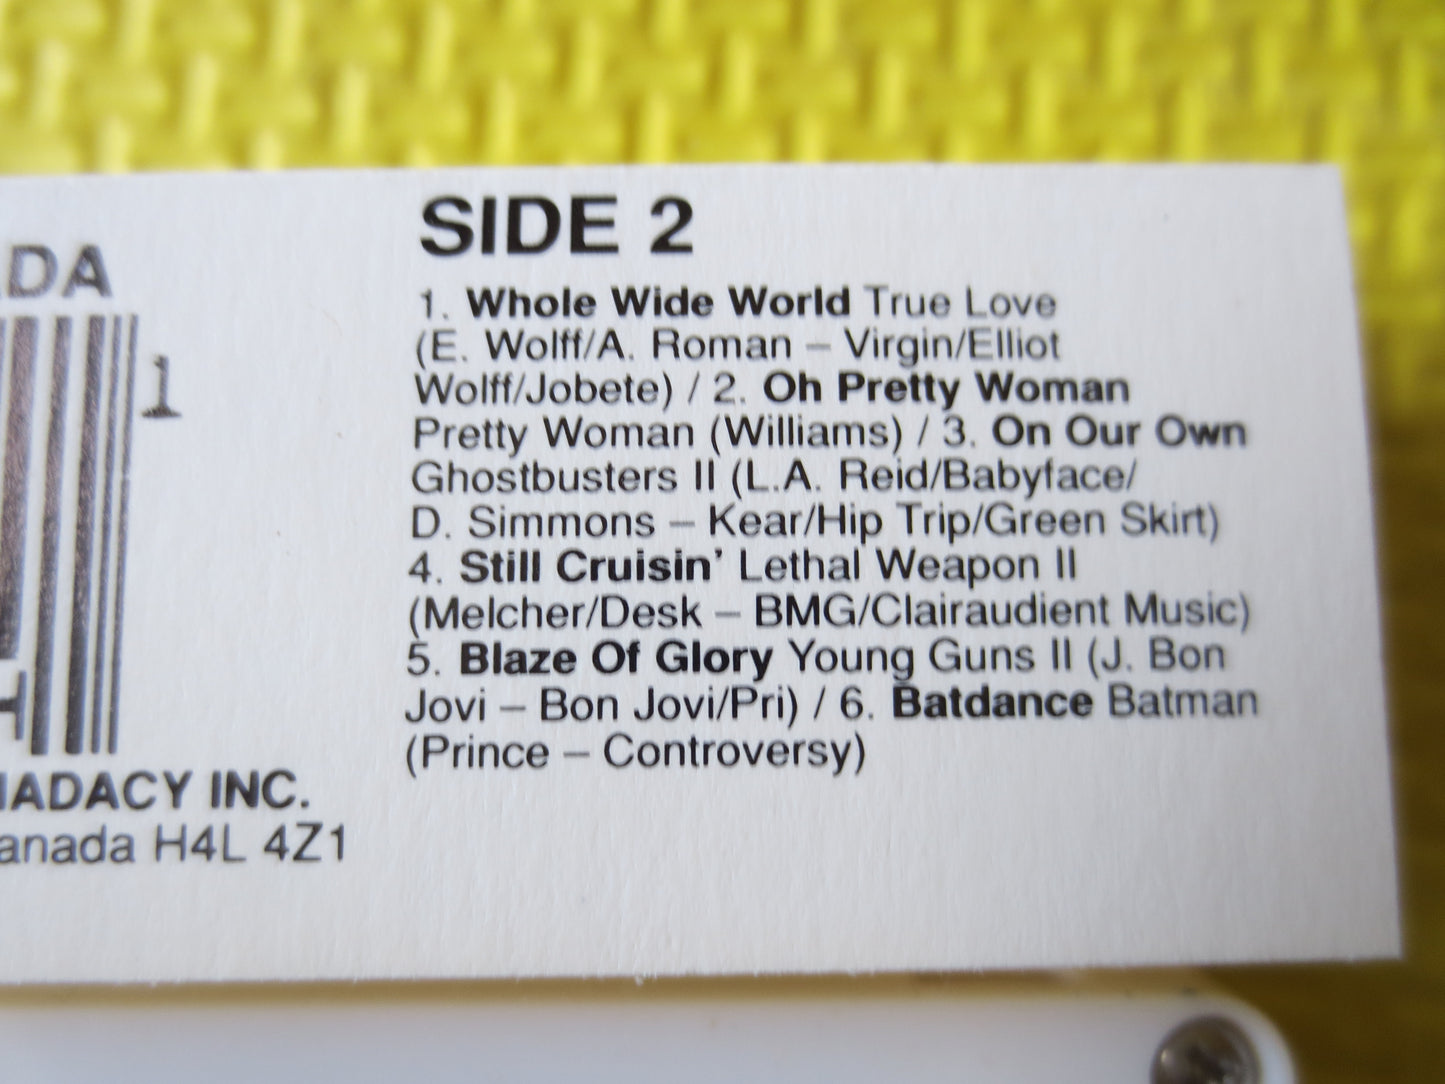 SIDE 2
1. Whole Wide World True Love
(E. Wolff/A. Roman – Virgin/Elliot
Wolff/Jobete) / 2. Oh Pretty Woman
Pretty Woman (Williams) / 3. On Our Own
Ghostbusters II (L.A. Reid/Babyface/
D. Simmons – Kear/Hip Trip/Green Skirt)
4. Still Cruisin' Lethal Weapon II
(Melcher/Desk – BMG/Clairaudient Music)
5. Blaze Of Glory Young Guns II (J. Bon
Jovi – Bon Jovi/Pri) / 6. Batdance Batman
(Prince – Controversy)
ADA
1
ADACY INC.
anada H4L 4Z1